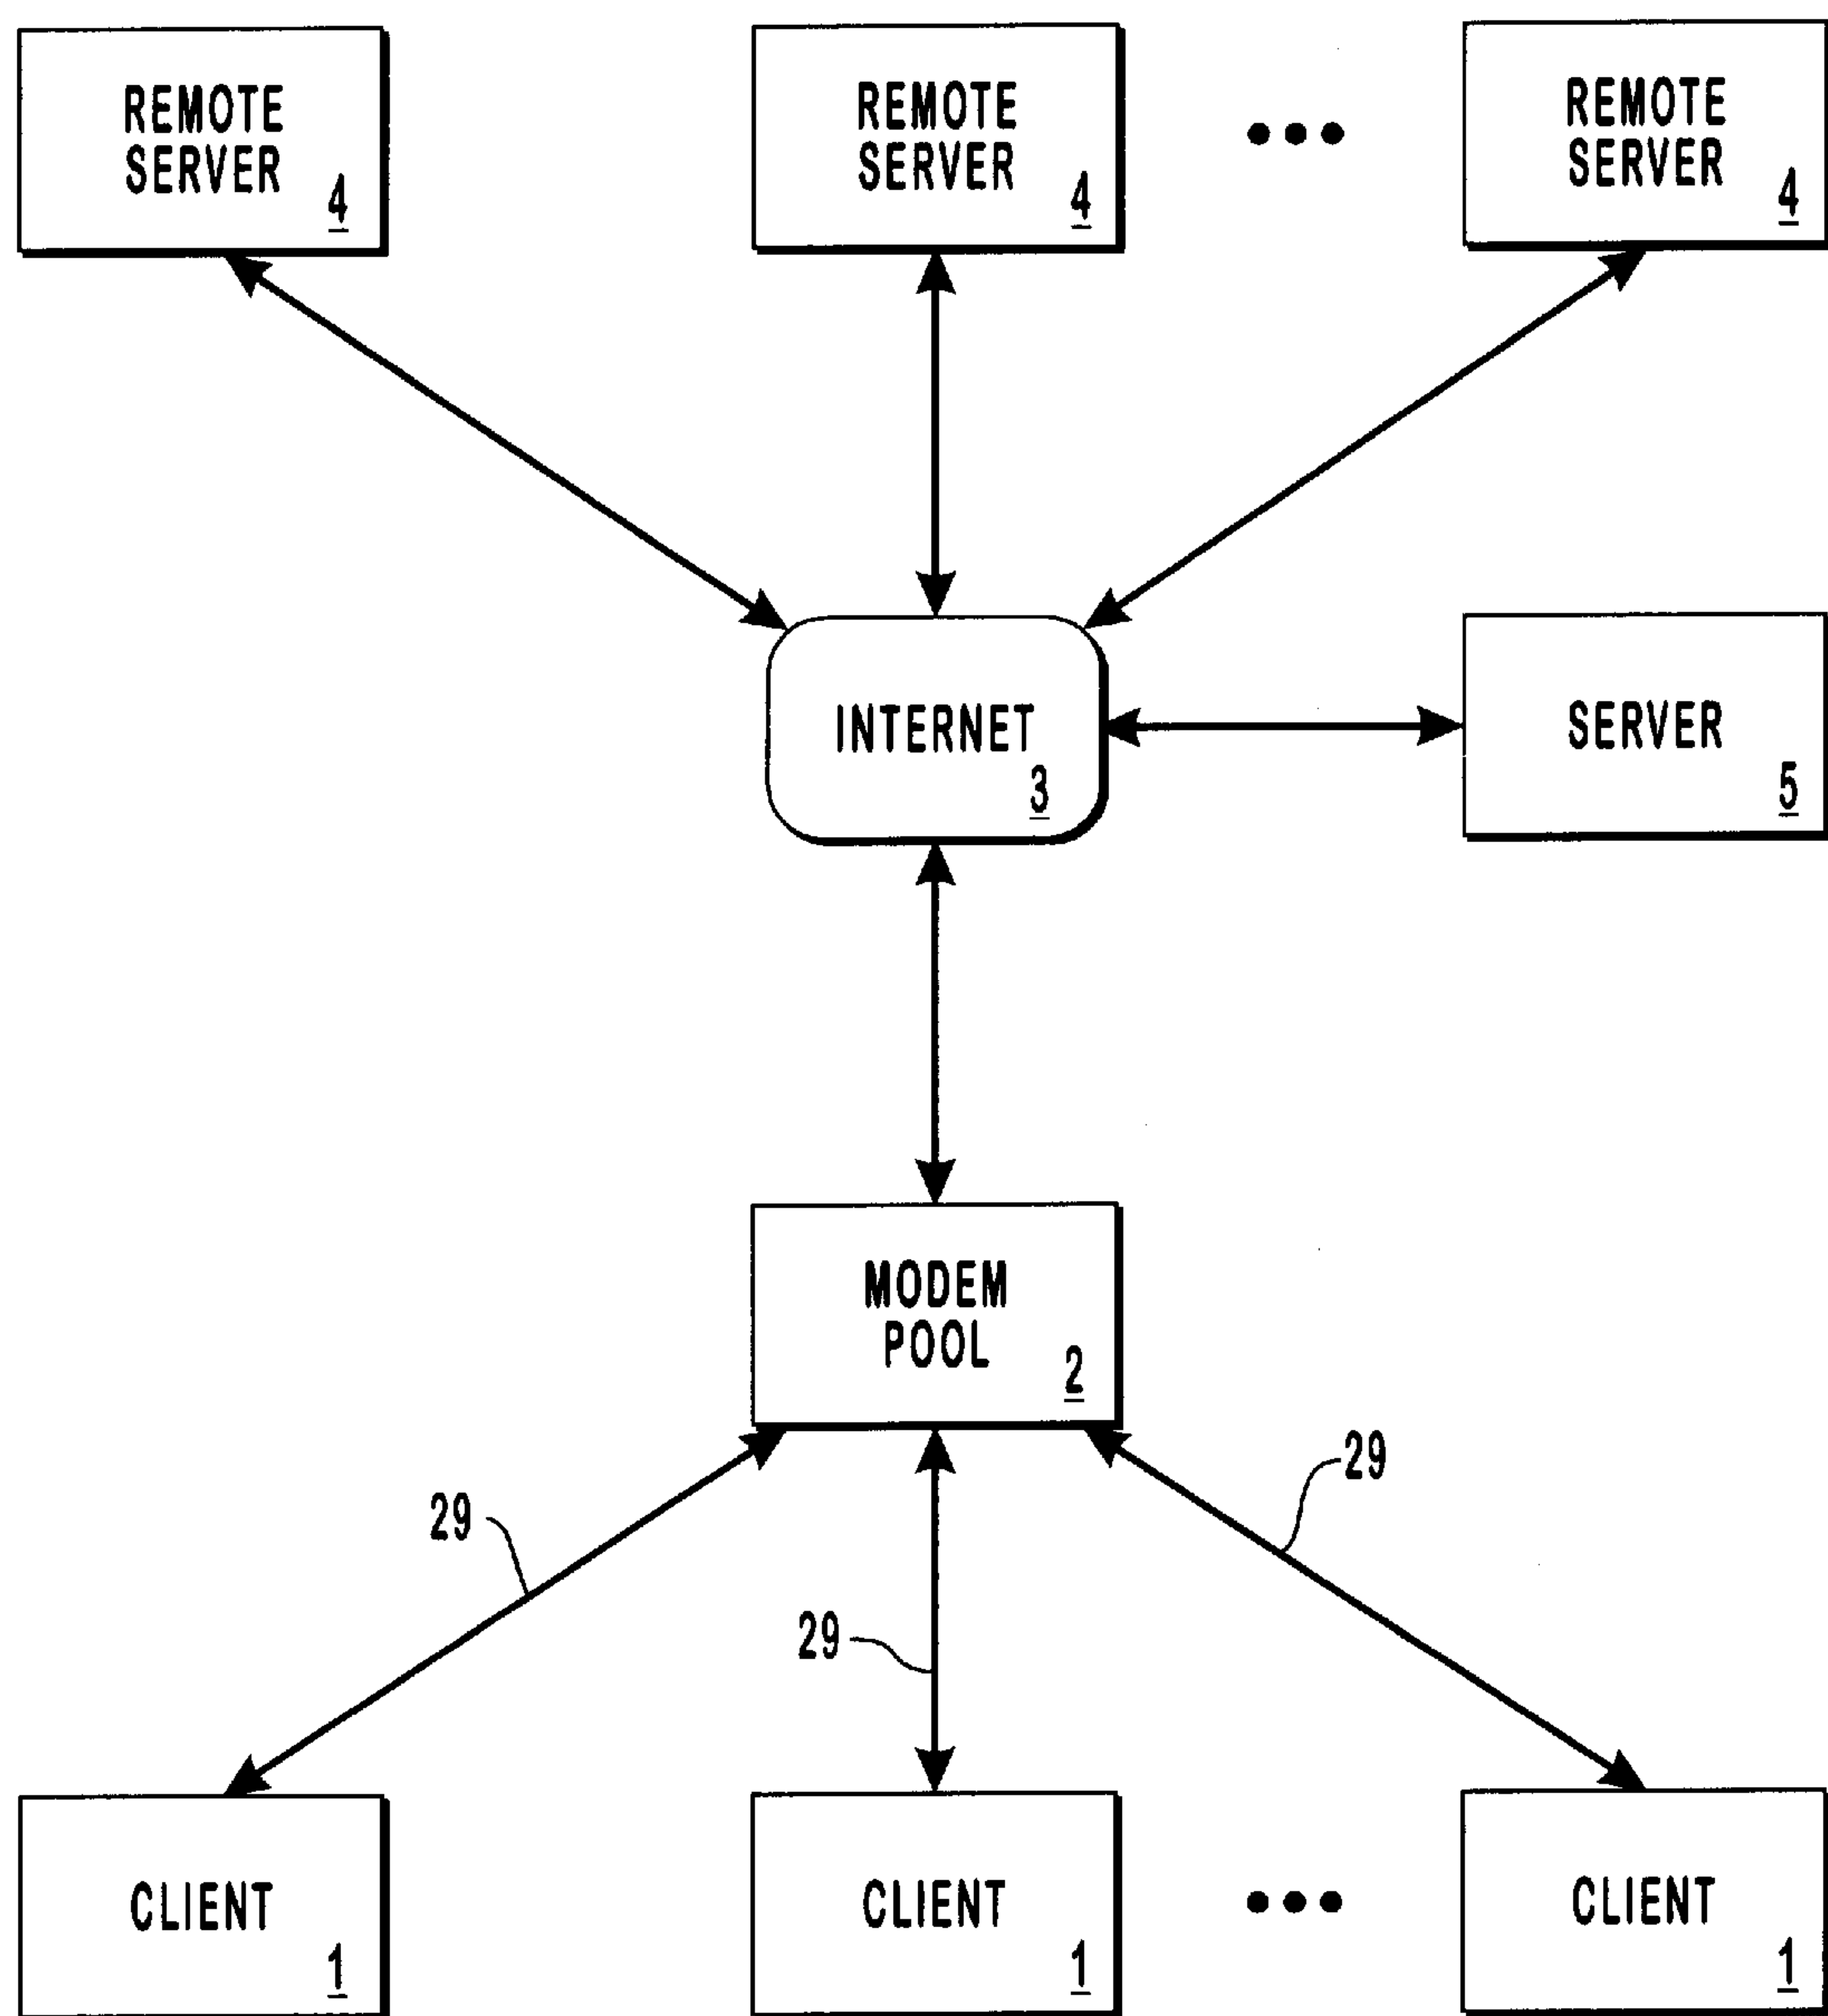 REMOTE
SERVER
4
REMOTE
SERVER
4
REMOTE
SERVER
4
INTERNET
3
SERVER
5
MODEM
POOL
2
29
29
29
CLIENT
1
CLIENT
1
CLIENT
1